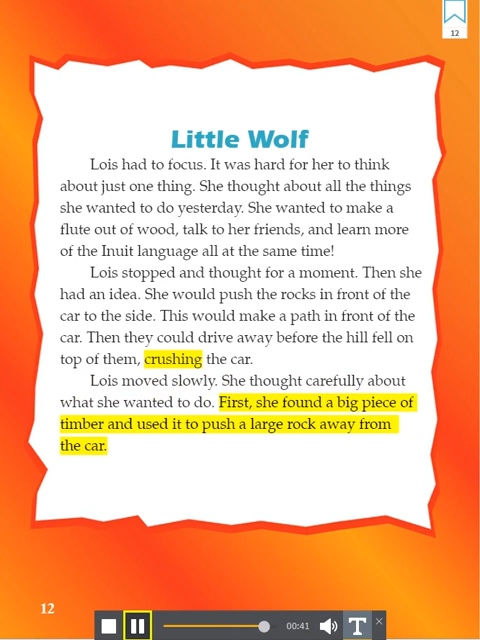 12
Little Wolf
Lois had to focus. It was hard for her to think
about just one thing. She thought about all the things
she wanted to do yesterday. She wanted to make a
flute out of wood, talk to her friends, and learn more
of the Inuit language all at the same time!
Lois stopped and thought for a moment. Then she
had an idea. She would push the rocks in front of the
car to the side. This would make a path in front of the
car. Then they could drive away before the hill fell on
top of them, crushing the car.
Lois moved slowly. She thought carefully about
what she wanted to do. First, she found a big piece of
timber and used it to push a large rock away from
the car.
12
00:41 T